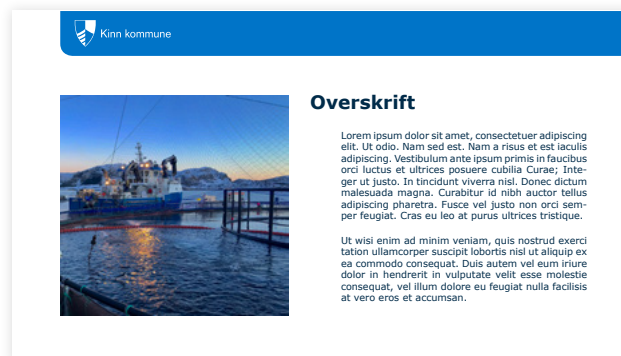 Kinn kommune
Overskrift
Lorem ipsum dolor sit amet, consectetuer adipiscing
elit. Ut odio. Nam sed est. Nam a risus et est iaculis
adipiscing. Vestibulum ante ipsum primis in faucibus
orci luctus et ultrices posuere cubilia Curae; Inte-
ger ut justo. In tincidunt viverra nisl. Donec dictum
malesuada magna. Curabitur id nibh auctor tellus
adipiscing pharetra. Fusce vel justo non orci sem-
per feugiat. Cras eu leo at purus ultrices tristique.
Ut wisi enim ad minim veniam, quis nostrud exerci
tation ullamcorper suscipit lobortis nisl ut aliquip ex
ea commodo consequat. Duis autem vel eum iriure
dolor in hendrerit in vulputate velit esse molestie
consequat, vel illum dolore eu feugiat nulla facilisis
at vero eros et accumsan.